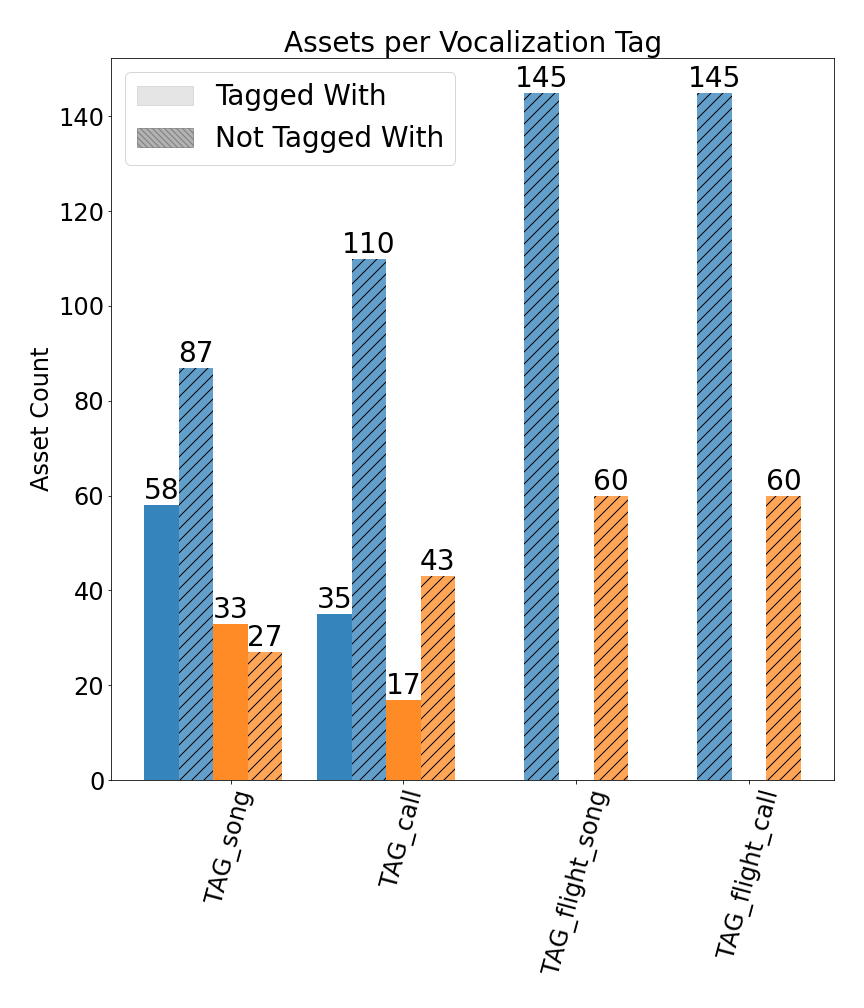 Assets per Vocalization Tag
Tagged With
Not Tagged With
Asset Count
140
120
100
80
60
40
20
0
58
87
33
27
35
110
17
43
145
60
145
60
TAG_song
TAG_call
TAG_flight_song
TAG_flight_call